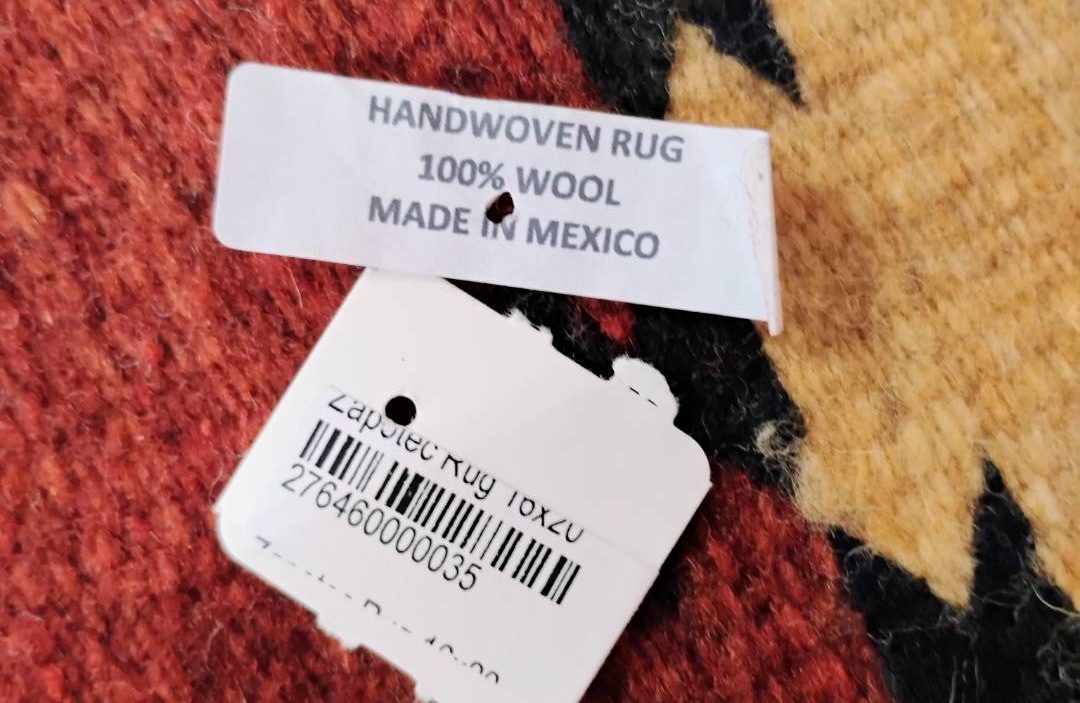 HANDWOVEN RUG
100% WOOL
MADE IN MEXICO
Zapotec Rug 16x20
276460000035